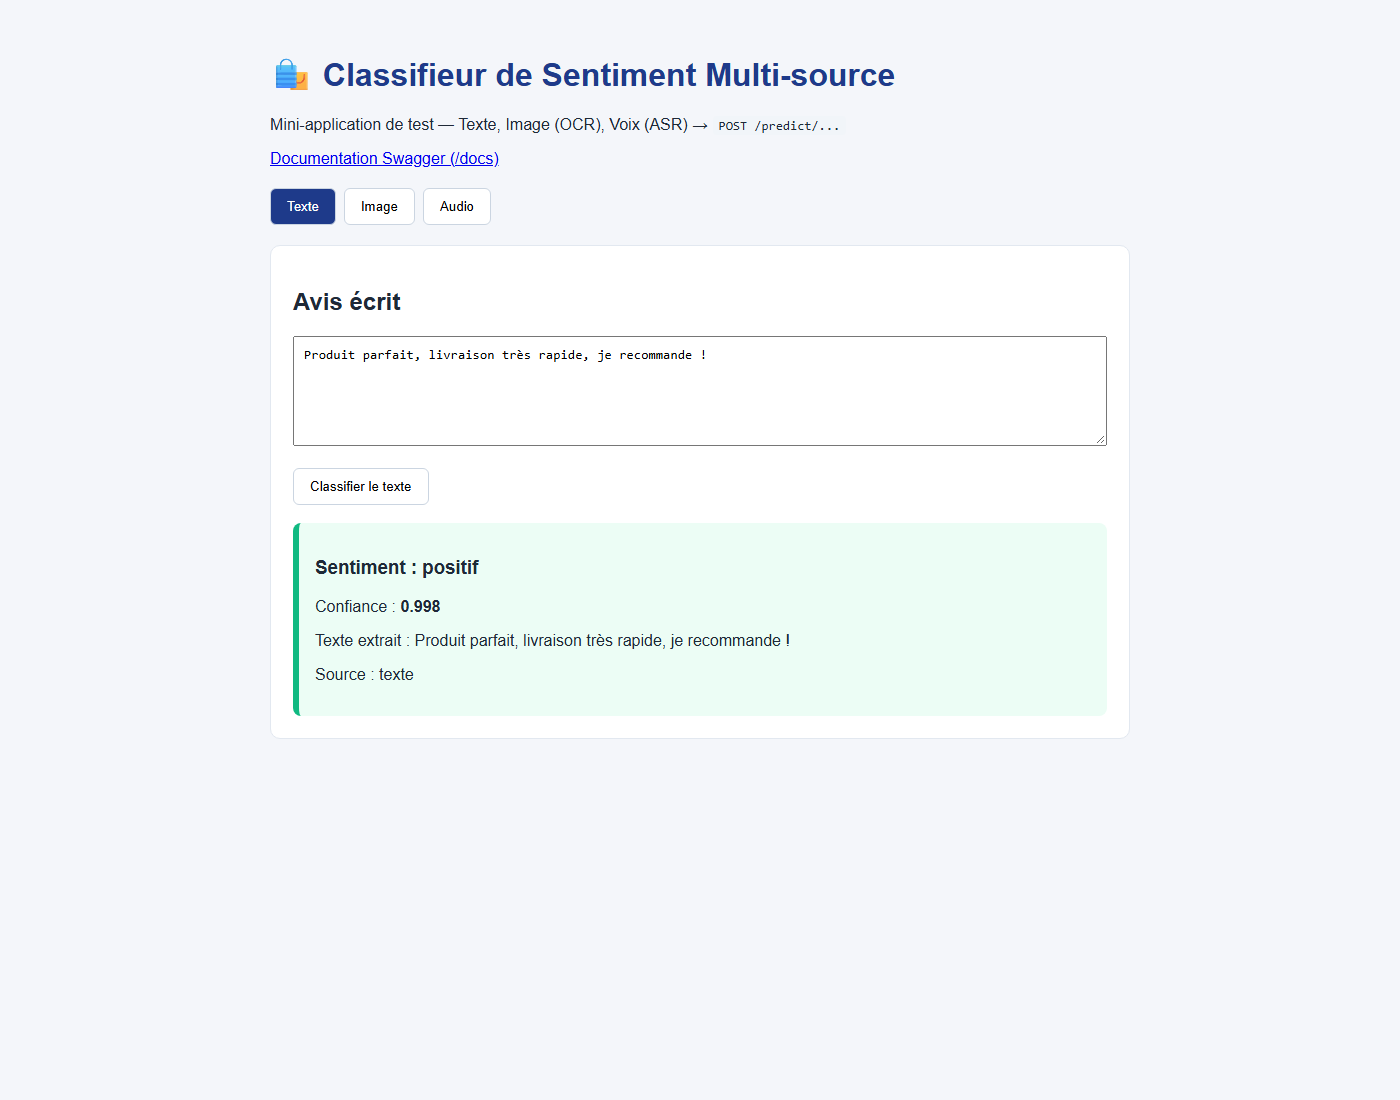 Classifieur de Sentiment Multi-source
Mini-application de test — Texte, Image (OCR), Voix (ASR) → POST /predict/...
Documentation Swagger (/docs)
Texte Image Audio
Avis écrit
Produit parfait, livraison très rapide, je recommande !
Classifier le texte
Sentiment : positif
Confiance : 0.998
Texte extrait : Produit parfait, livraison très rapide, je recommande !
Source : texte